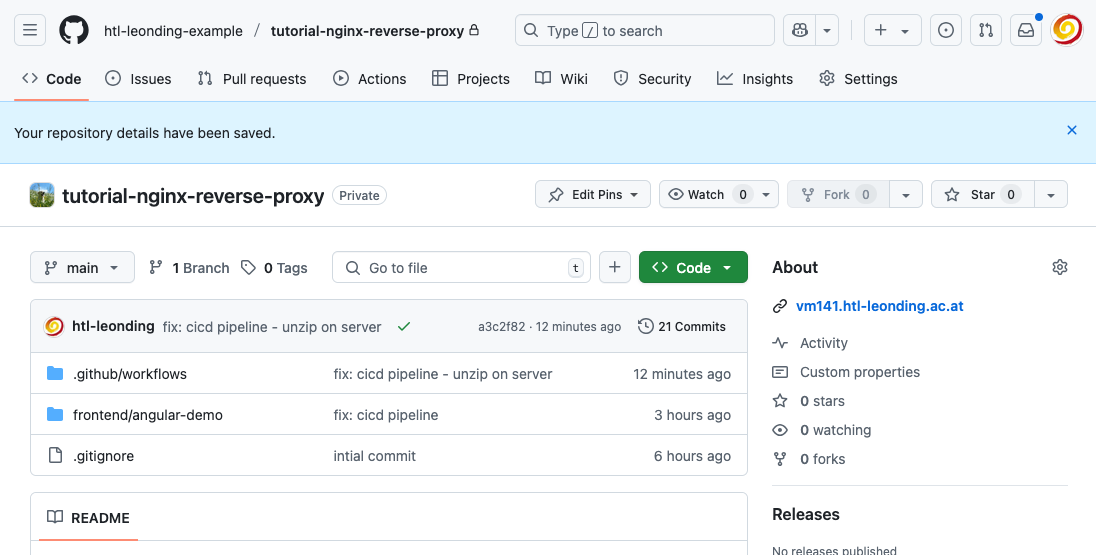 htl-leonding-example / tutorial-nginx-reverse-proxy Type / to search
Code Issues Pull requests Actions Projects Wiki Security Insights Settings
Your repository details have been saved.
tutorial-nginx-reverse-proxy Private Edit Pins Watch 0 Fork 0 Star 0
main 1 Branch 0 Tags Go to file t Code
htl-leonding fix: cicd pipeline - unzip on server a3c2f82 · 12 minutes ago 21 Commits
.github/workflows fix: cicd pipeline - unzip on server 12 minutes ago
frontend/angular-demo fix: cicd pipeline 3 hours ago
.gitignore intial commit 6 hours ago
README
About
vm141.htl-leonding.ac.at
Activity
Custom properties
0 stars
0 watching
0 forks
Releases
No releases published